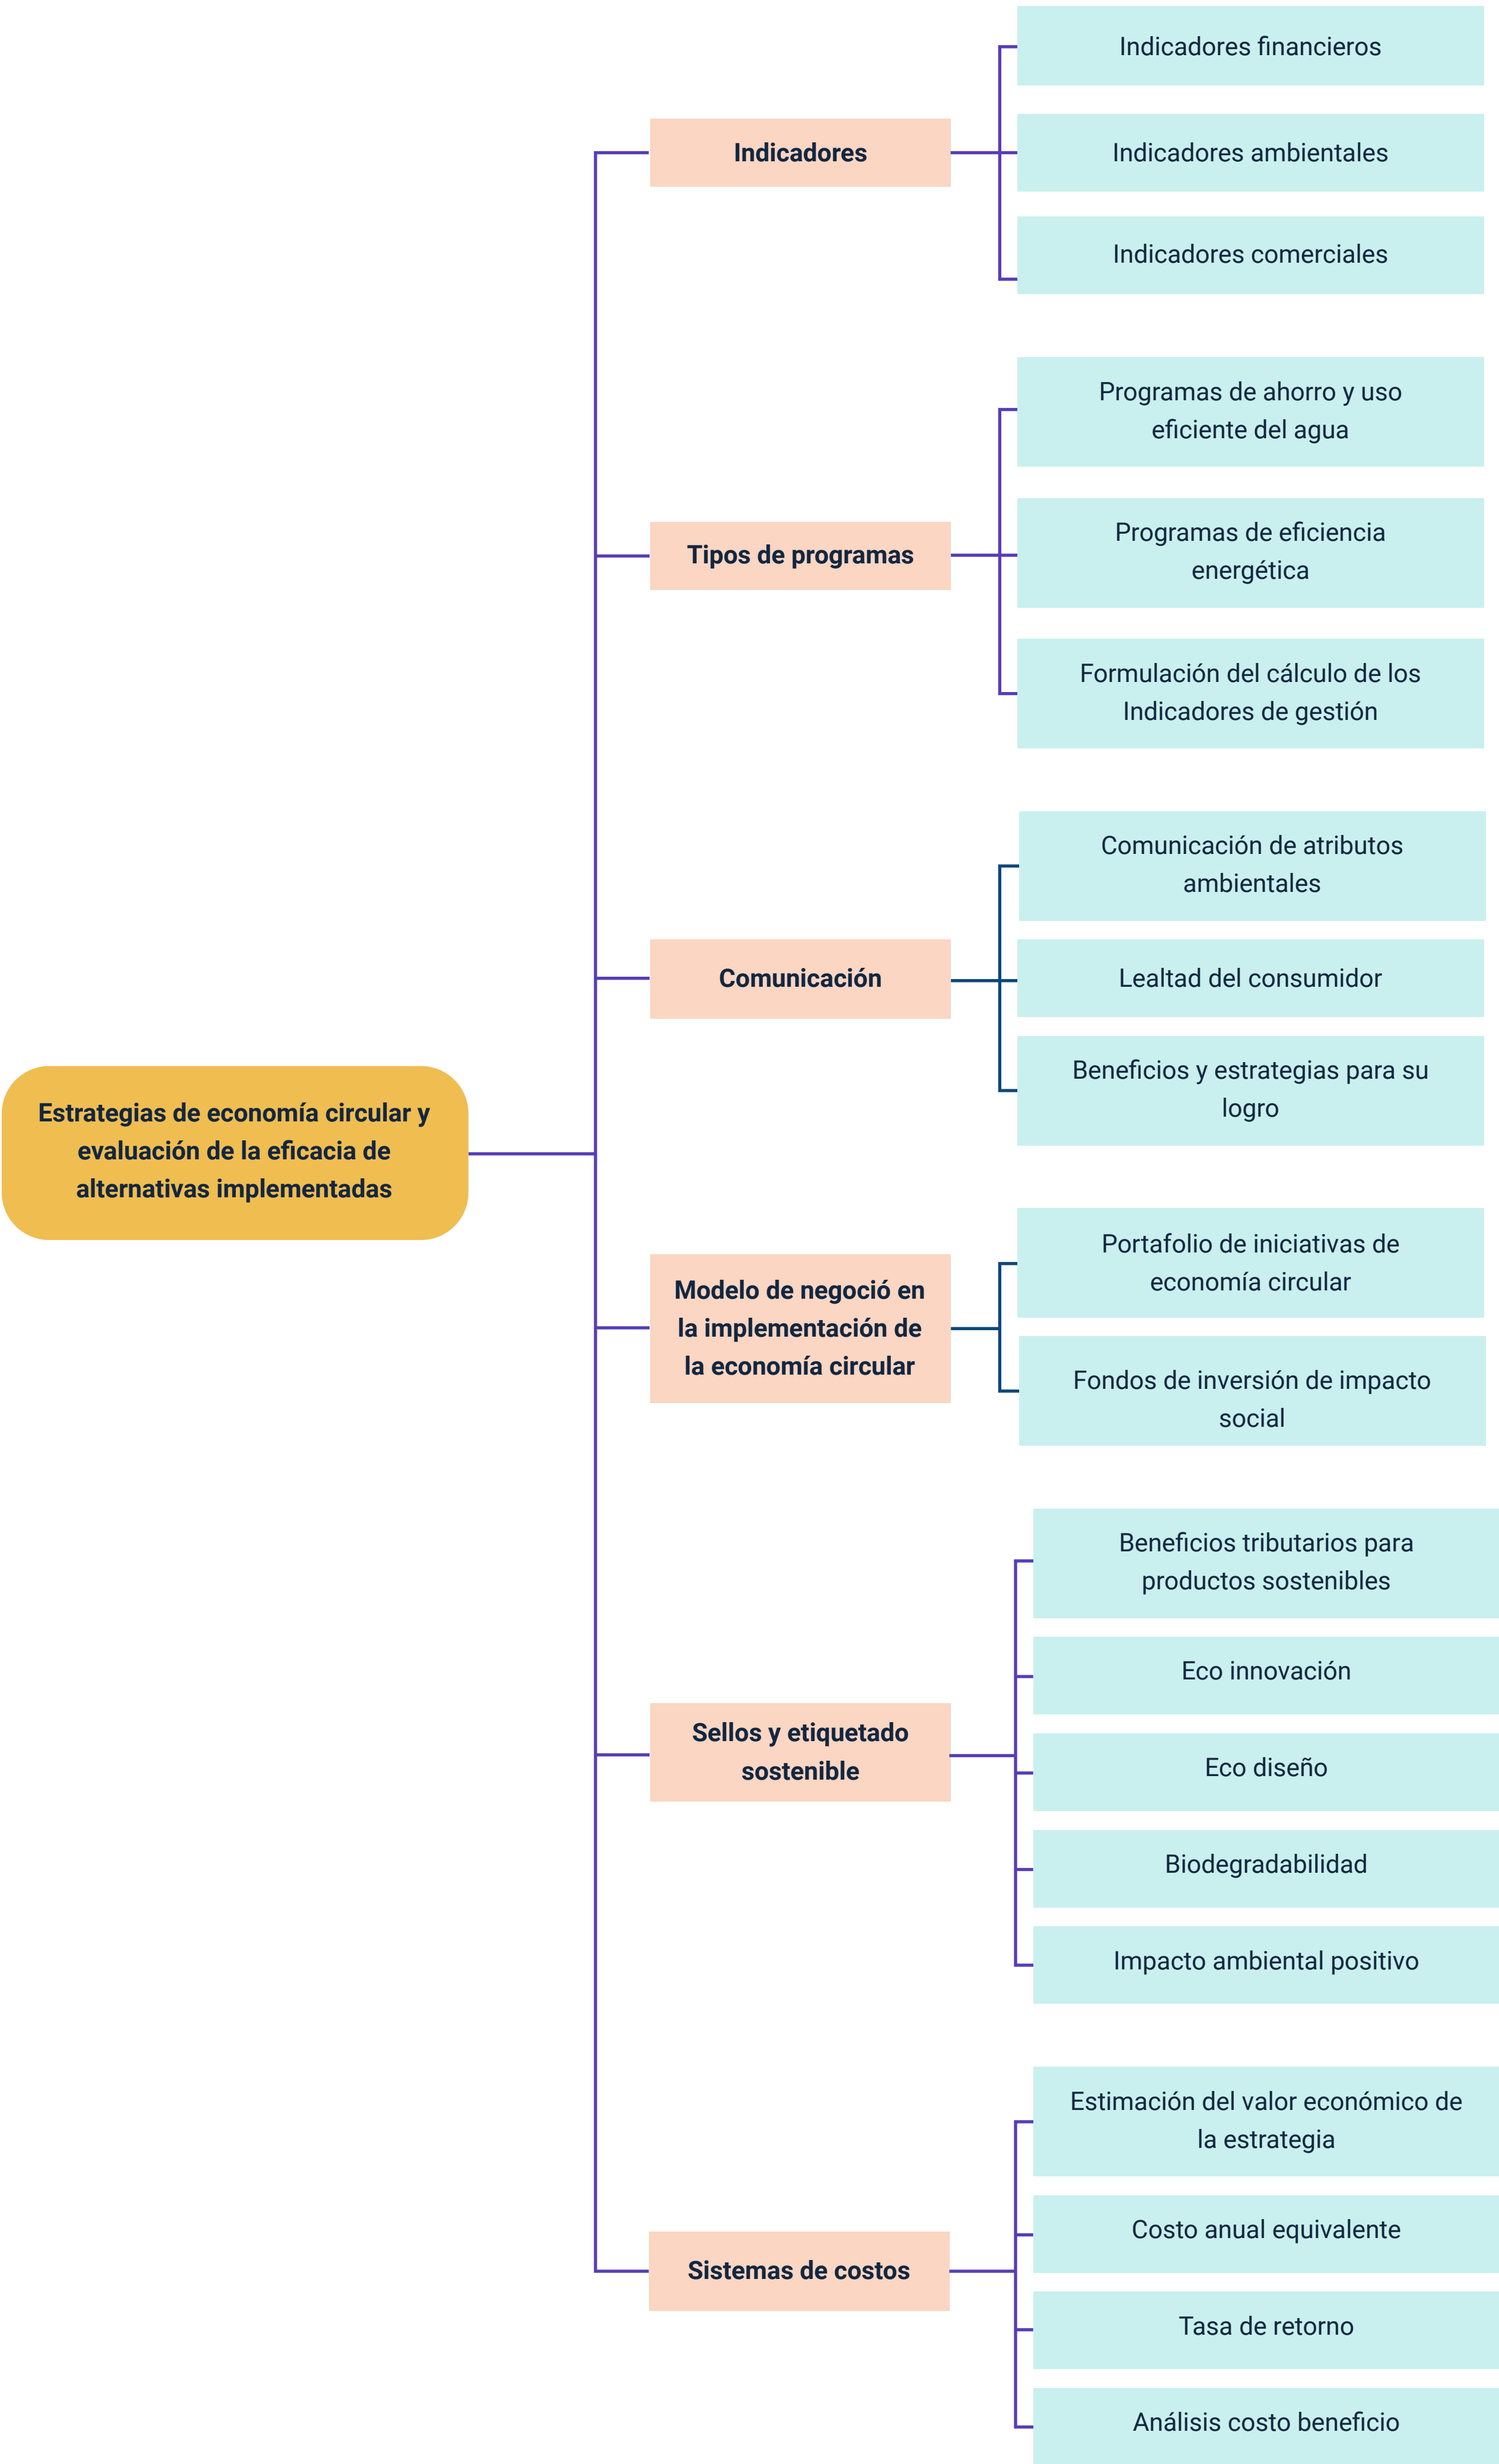 Estrategias de economía circular y
evaluación de la eficacia de
alternativas implementadas
Indicadores
Indicadores financieros
Indicadores ambientales
Indicadores comerciales
Tipos de programas
Programas de ahorro y uso
eficiente del agua
Programas de eficiencia
energética
Formulación del cálculo de los
Indicadores de gestión
Comunicación
Comunicación de atributos
ambientales
Lealtad del consumidor
Beneficios y estrategias para su
logro
Modelo de negoció en
la implementación de
la economía circular
Portafolio de iniciativas de
economía circular
Fondos de inversión de impacto
social
Sellos y etiquetado
sostenible
Beneficios tributarios para
productos sostenibles
Eco innovación
Eco diseño
Biodegradabilidad
Impacto ambiental positivo
Sistemas de costos
Estimación del valor económico de
la estrategia
Costo anual equivalente
Tasa de retorno
Análisis costo beneficio